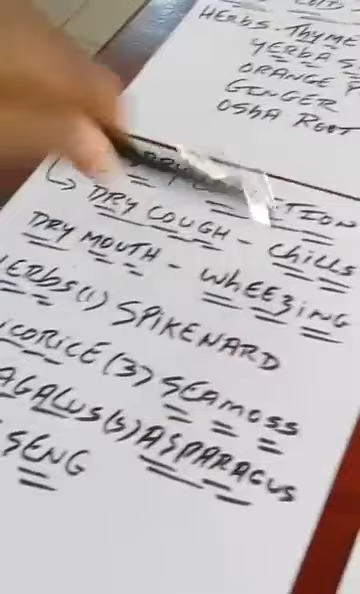 HERBS - THYME
YERBA S
ORANGE P
GINGER
OSHA ROOT
TION
DRY COUGH - Chills
DRY MOUTH - WhEEzING
ERBS (1) SPIKENARD
ICORICE (3) SEAMOSS
AGALUS (5) ASPARAGUS
SENG